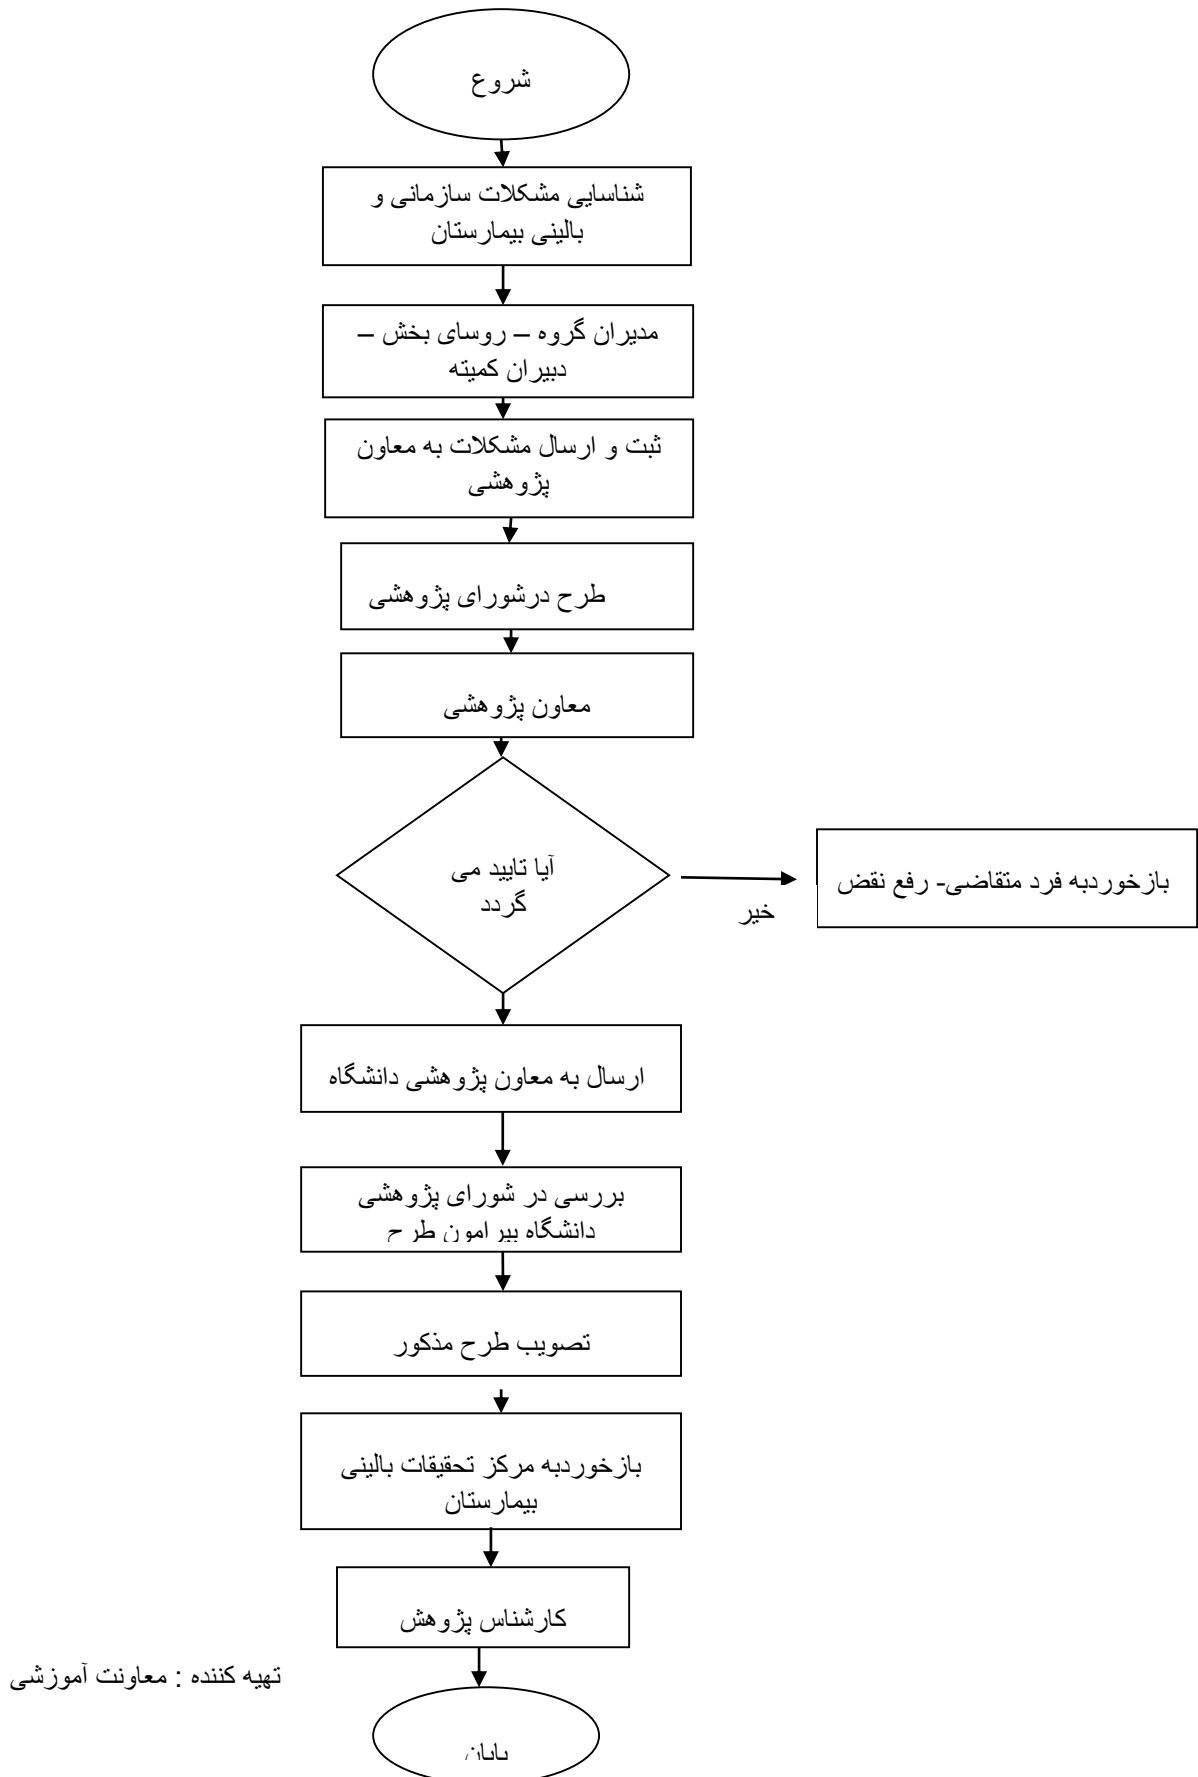 شروع
شناسایی مشکلات سازمانی و
بالینی بیمارستان
مدیران گروه – روسای بخش –
دبیران کمیته
ثبت و ارسال مشکلات به معاون
پژوهشی
طرح درشورای پژوهشی
معاون پژوهشی
آیا تایید می
گردد
خیر
بازخوردبه فرد متقاضی- رفع نقض
ارسال به معاون پژوهشی دانشگاه
بررسی در شورای پژوهشی
دانشگاه پیرامون طرح
تصویب طرح مذکور
بازخوردبه مرکز تحقیقات بالینی
بیمارستان
کارشناس پژوهش
تهیه کننده : معاونت آموزشی
پایان